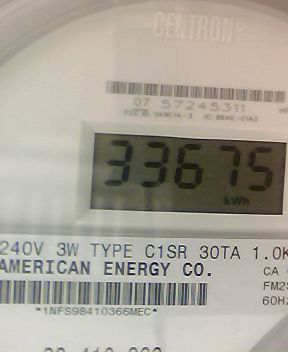 CENTRON®
07 57245311
33675
kWh
240V 3W TYPE C1SR 30TA 1.0K
AMERICAN ENERGY CO.
CA
FM2S
60HZ
*1NFS98410366MEC*